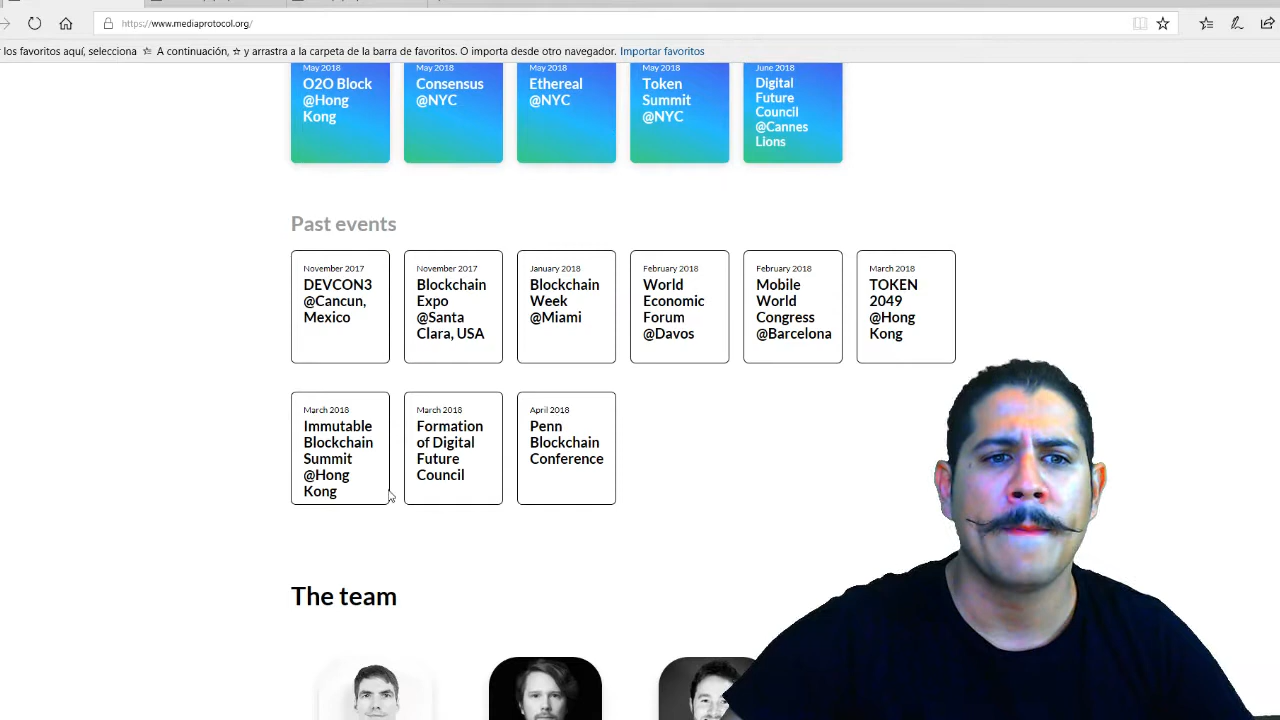 https://www.mediaprotocol.org/
los favoritos aquí, selecciona A continuación, y arrastra a la carpeta de la barra de favoritos. O importa desde otro navegador. Importar favoritos
May 2018
O2O Block
@Hong
Kong
May 2018
Consensus
@NYC
May 2018
Ethereal
@NYC
May 2018
Token
Summit
@NYC
June 2018
Digital
Future
Council
@Cannes
Lions
Past events
November 2017
DEVCON3
@Cancun,
Mexico
November 2017
Blockchain
Expo
@Santa
Clara, USA
January 2018
Blockchain
Week
@Miami
February 2018
World
Economic
Forum
@Davos
February 2018
Mobile
World
Congress
@Barcelona
March 2018
TOKEN
2049
@Hong
Kong
March 2018
Immutable
Blockchain
Summit
@Hong
Kong
March 2018
Formation
of Digital
Future
Council
April 2018
Penn
Blockchain
Conference
The team